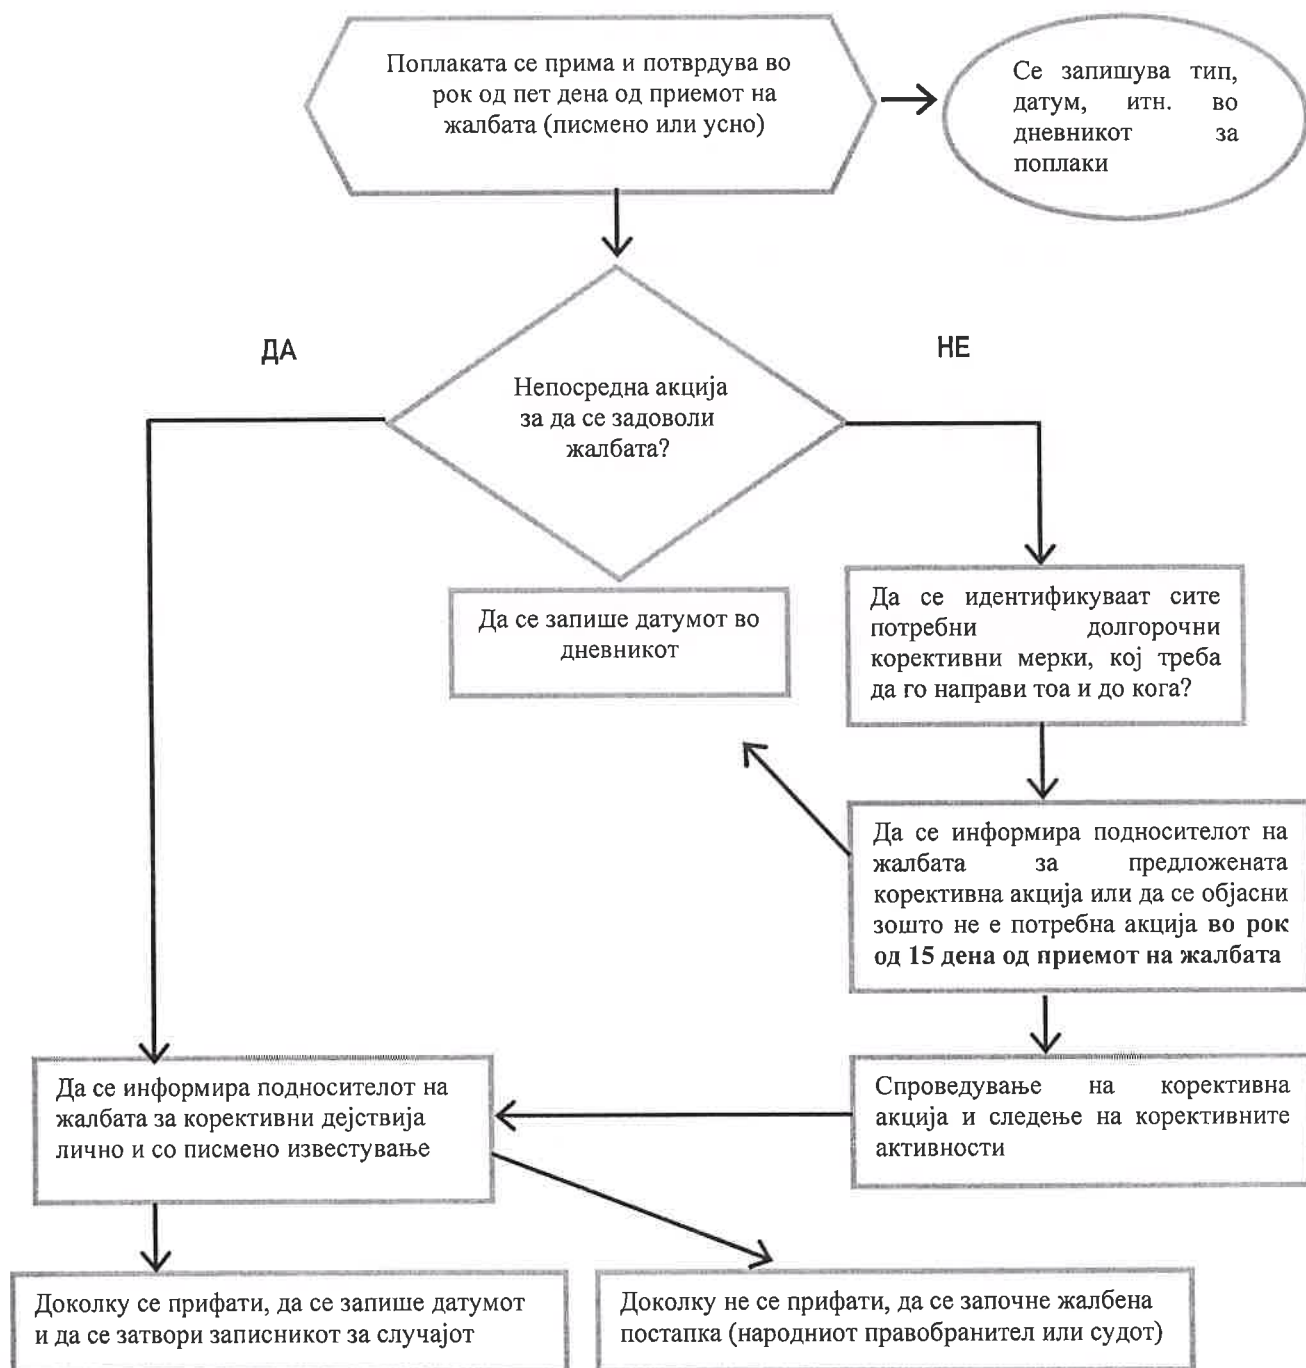 Поплаката се прима и потврдува во
рок од пет дена од приемот на
жалбата (писмено или усно)
Се запишува тип,
датум, итн. во
дневникот за
поплаки
ДА
НЕ
Непосредна акција
за да се задоволи
жалбата?
Да се запише датумот во
дневникот
Да се идентификуваат сите
потребни долгорочни
корективни мерки, кој треба
да го направи тоа и до кога?
Да се информира подносителот на
жалбата за предложената
корективна акција или да се објасни
зошто не е потребна акција во рок
од 15 дена од приемот на жалбата
Да се информира подносителот на
жалбата за корективни дејствија
лично и со писмено известување
Спроведување на корективна
акција и следење на корективните
активности
Доколку се прифати, да се запише датумот
и да се затвори записникот за случајот
Доколку не се прифати, да се започне жалбена
постапка (народниот правобранител или судот)